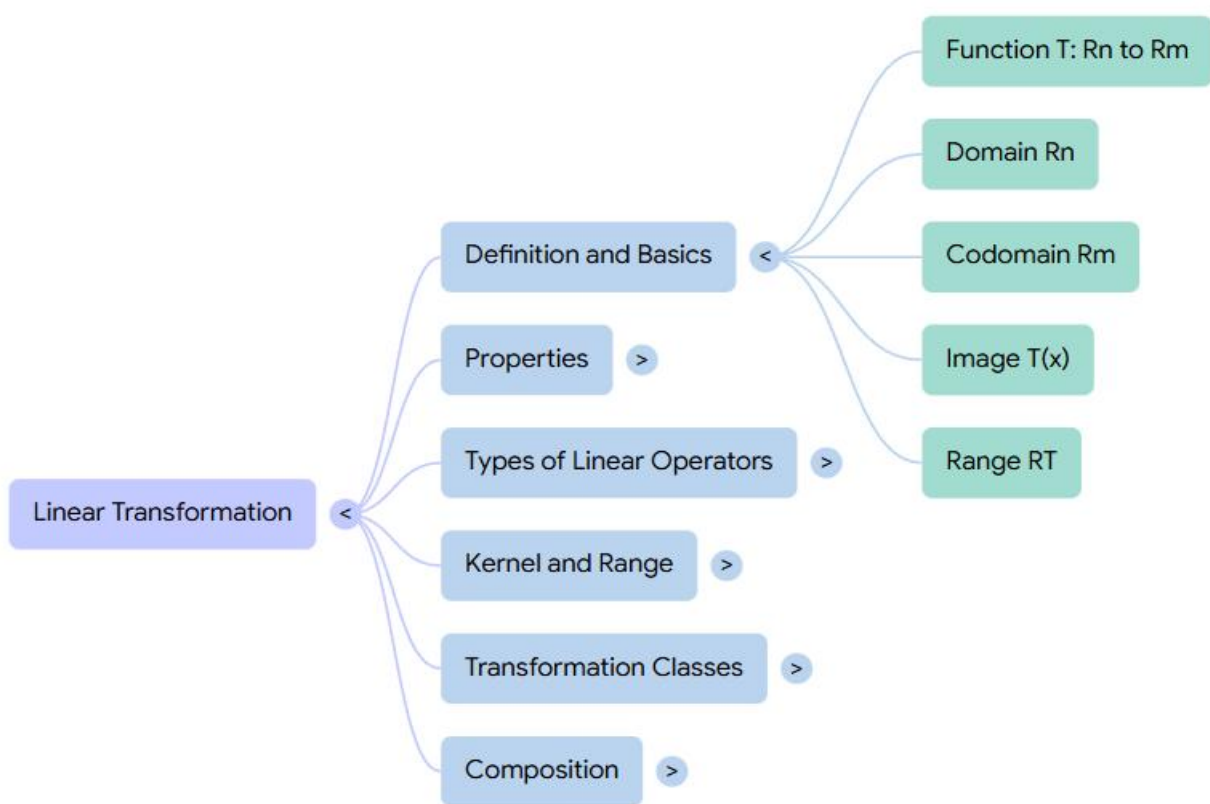 Linear Transformation
<
Definition and Basics
<
Function T: Rn to Rm
Domain Rn
Codomain Rm
Image T(x)
Range RT
Properties
>
Types of Linear Operators
>
Kernel and Range
>
Transformation Classes
>
Composition
>